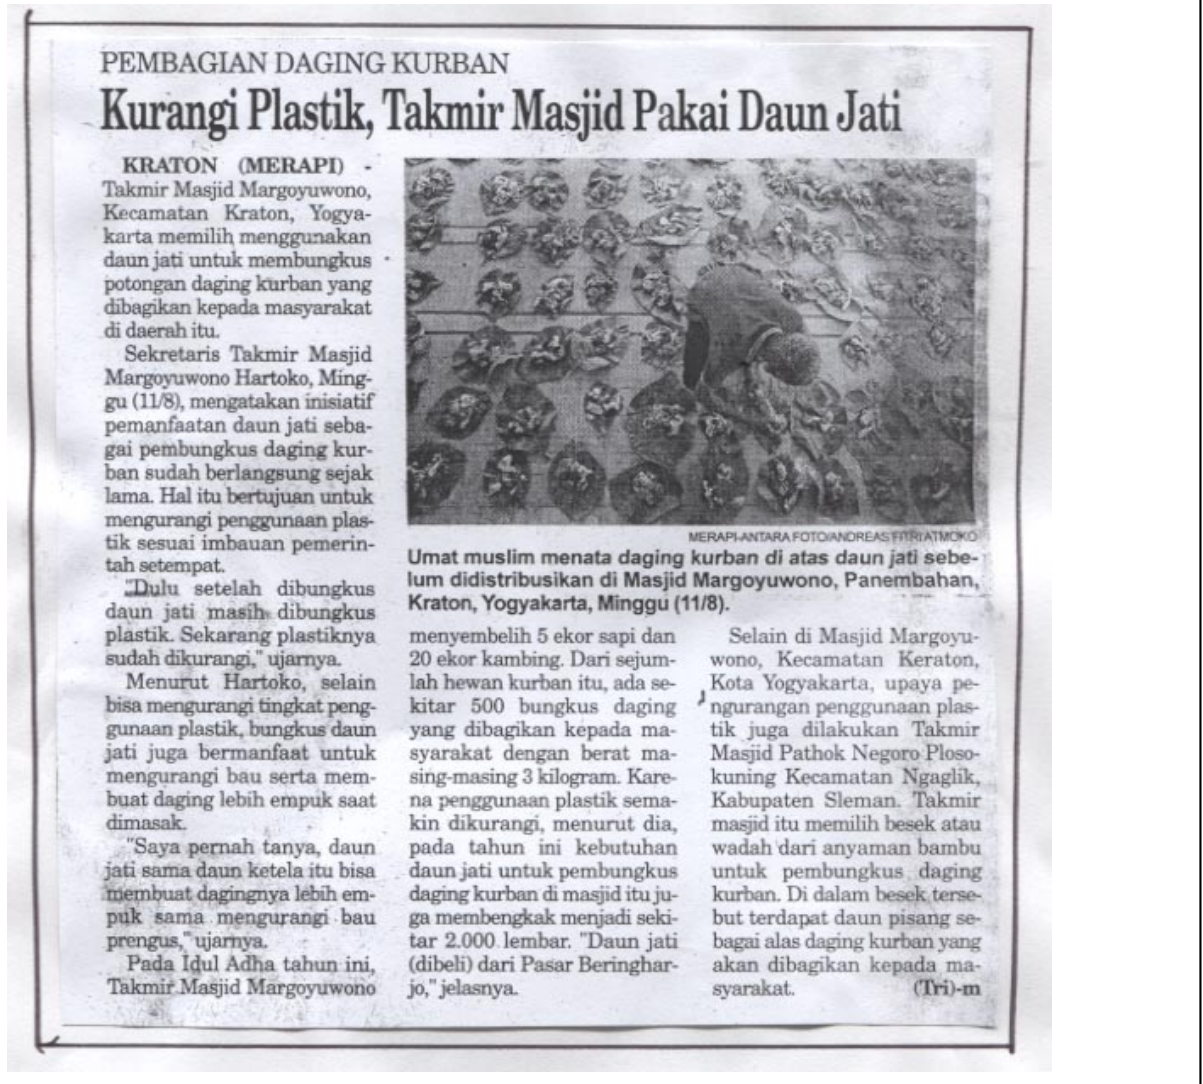 PEMBAGIAN DAGING KURBAN
Kurangi Plastik, Takmir Masjid Pakai Daun Jati
KRATON (MERAPI) -
Takmir Masjid Margoyuwono,
Kecamatan Kraton, Yogya-
karta memilih menggunakan
daun jati untuk membungkus
potongan daging kurban yang
dibagikan kepada masyarakat
di daerah itu.
Sekretaris Takmir Masjid
Margoyuwono Hartoko, Ming-
gu (11/8), mengatakan inisiatif
pemanfaatan daun jati seba-
gai pembungkus daging kur-
ban sudah berlangsung sejak
lama. Hal itu bertujuan untuk
mengurangi penggunaan plas-
tik sesuai imbauan pemerin-
tah setempat.
"Dulu setelah dibungkus
daun jati masih dibungkus
plastik. Sekarang plastiknya
sudah dikurangi," ujarnya.
Menurut Hartoko, selain
bisa mengurangi tingkat peng-
gunaan plastik, bungkus daun
jati juga bermanfaat untuk
mengurangi bau serta mem-
buat daging lebih empuk saat
dimasak.
"Saya pernah tanya, daun
jati sama daun ketela itu bisa
membuat dagingnya lebih em-
puk sama mengurangi bau
prengus," ujarnya.
Pada Idul Adha tahun ini,
Takmir Masjid Margoyuwono
MERAPI-ANTARA FOTO/ANDREAS FITRI ATMOKO
Umat muslim menata daging kurban di atas daun jati sebe-
lum didistribusikan di Masjid Margoyuwono, Panembahan,
Kraton, Yogyakarta, Minggu (11/8).
menyembelih 5 ekor sapi dan
20 ekor kambing. Dari sejum-
lah hewan kurban itu, ada se-
kitar 500 bungkus daging
yang dibagikan kepada ma-
syarakat dengan berat ma-
sing-masing 3 kilogram. Kare-
na penggunaan plastik sema-
kin dikurangi, menurut dia,
pada tahun ini kebutuhan
daun jati untuk pembungkus
daging kurban di masjid itu ju-
ga membengkak menjadi seki-
tar 2.000 lembar. "Daun jati
(dibeli) dari Pasar Beringhar-
jo," jelasnya.
Selain di Masjid Margoyu-
wono, Kecamatan Keraton,
Kota Yogyakarta, upaya pe-
ngurangan penggunaan plas-
tik juga dilakukan Takmir
Masjid Pathok Negoro Ploso-
kuning Kecamatan Ngaglik,
Kabupaten Sleman. Takmir
masjid itu memilih besek atau
wadah dari anyaman bambu
untuk pembungkus daging
kurban. Di dalam besek terse-
but terdapat daun pisang se-
bagai alas daging kurban yang
akan dibagikan kepada ma-
syarakat. (Tri)-m